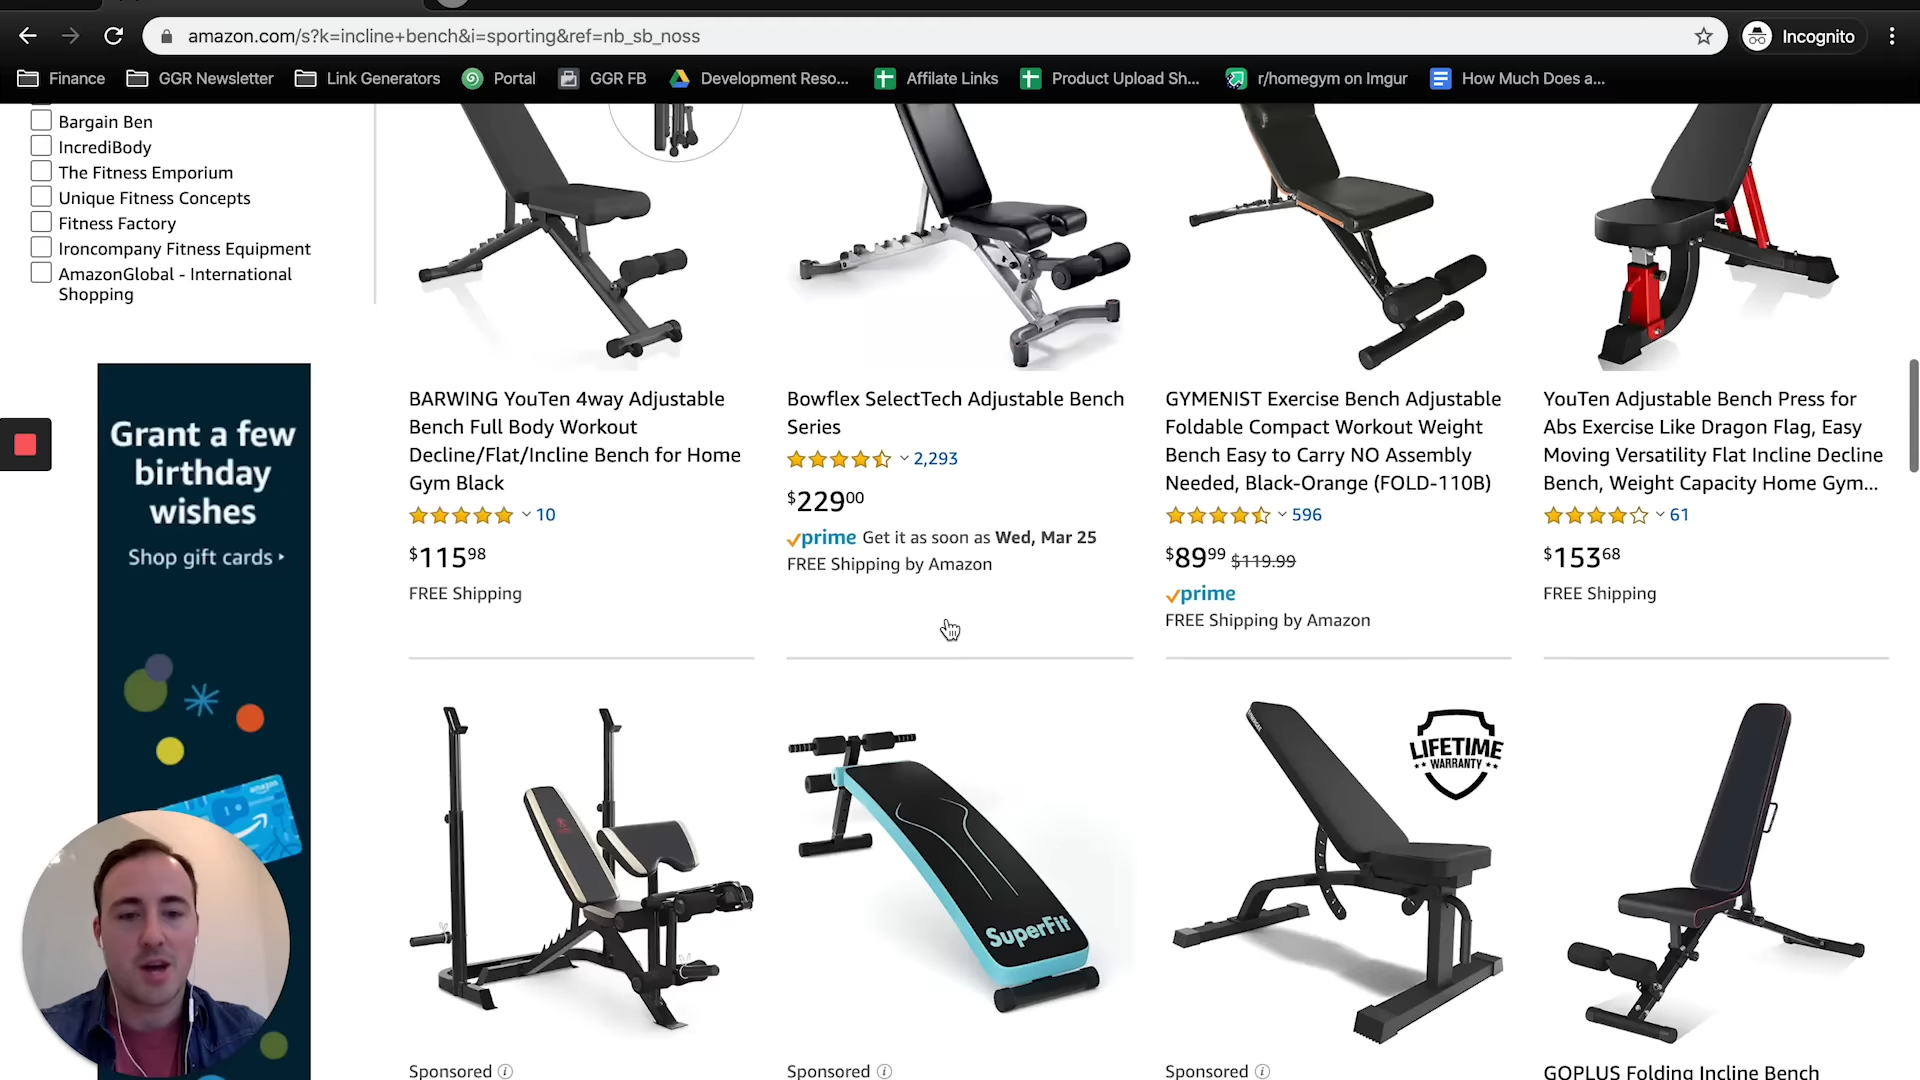 amazon.com/s?k=incline+bench&i=sporting&ref=nb_sb_noss
Incognito
Finance
GGR Newsletter
Link Generators
Portal
GGR FB
Development Reso...
Affilate Links
Product Upload Sh...
r/homegym on Imgur
How Much Does a...
Bargain Ben
IncrediBody
The Fitness Emporium
Unique Fitness Concepts
Fitness Factory
Ironcompany Fitness Equipment
AmazonGlobal - International
Shopping
Grant a few
birthday
wishes
Shop gift cards ▸
amazon
BARWING YouTen 4way Adjustable
Bench Full Body Workout
Decline/Flat/Incline Bench for Home
Gym Black
10
$115.98
FREE Shipping
Bowflex SelectTech Adjustable Bench
Series
2,293
$229.00
prime Get it as soon as Wed, Mar 25
FREE Shipping by Amazon
GYMENIST Exercise Bench Adjustable
Foldable Compact Workout Weight
Bench Easy to Carry NO Assembly
Needed, Black-Orange (FOLD-110B)
596
$89.99 $119.99
prime
FREE Shipping by Amazon
YouTen Adjustable Bench Press for
Abs Exercise Like Dragon Flag, Easy
Moving Versatility Flat Incline Decline
Bench, Weight Capacity Home Gym...
61
$153.68
FREE Shipping
SuperFit
LIFETIME
WARRANTY
Sponsored
Sponsored
Sponsored
GOPLUS Folding Incline Bench